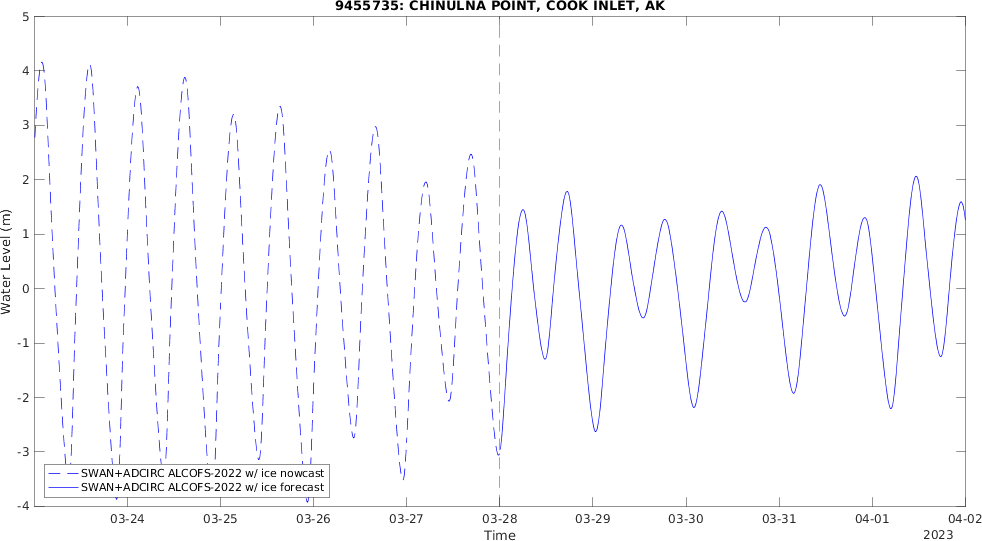 9455735: CHINULNA POINT, COOK INLET, AK
5
4
3
2
1
0
-1
-2
-3
-4
Water Level (m)
SWAN+ADCIRC ALCOFS-2022 w/ ice nowcast
SWAN+ADCIRC ALCOFS-2022 w/ ice forecast
03-24 03-25 03-26 03-27 03-28 03-29 03-30 03-31 04-01 04-02
Time
2023